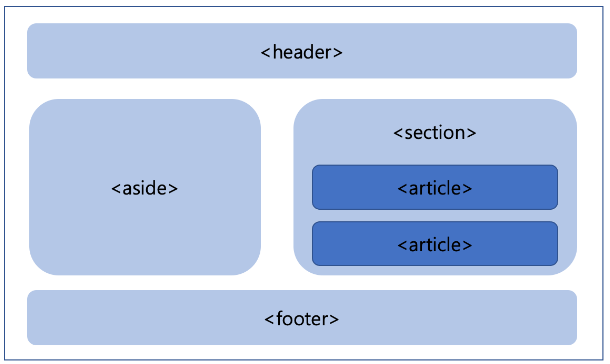 <header>
<aside>
<section>
<article>
<article>
<footer>